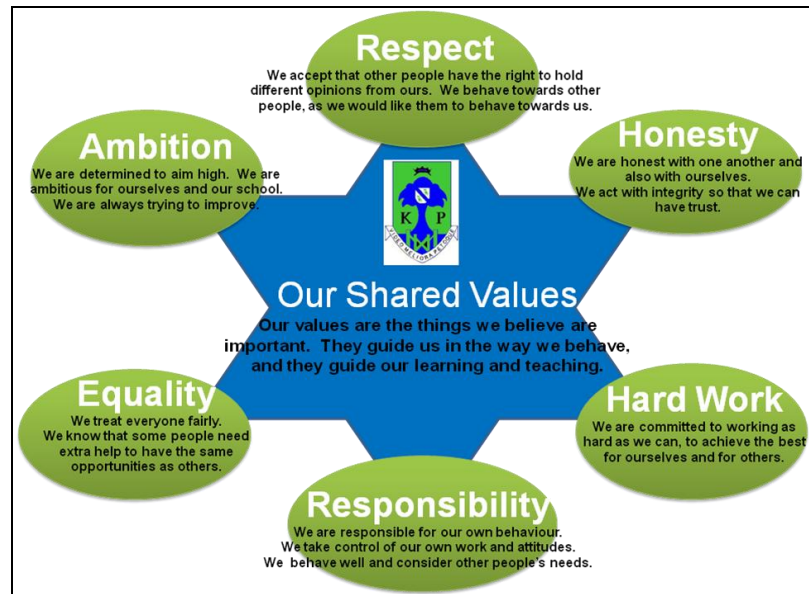 Respect
We accept that other people have the right to hold
different opinions from ours.  We behave towards other
people, as we would like them to behave towards us.
Ambition
We are determined to aim high.  We are
ambitious for ourselves and our school.
We are always trying to improve.
Honesty
We are honest with one another and
also with ourselves.
We act with integrity so that we can
have trust.
K P
VIDEO MELIORA PETOQUE
Our Shared Values
Our values are the things we believe are
important.  They guide us in the way we behave,
and they guide our learning and teaching.
Equality
We treat everyone fairly.
We know that some people need
extra help to have the same
opportunities as others.
Hard Work
We are committed to working as
hard as we can, to achieve the best
for ourselves and for others.
Responsibility
We are responsible for our own behaviour.
We take control of our own work and attitudes.
We  behave well and consider other people's needs.